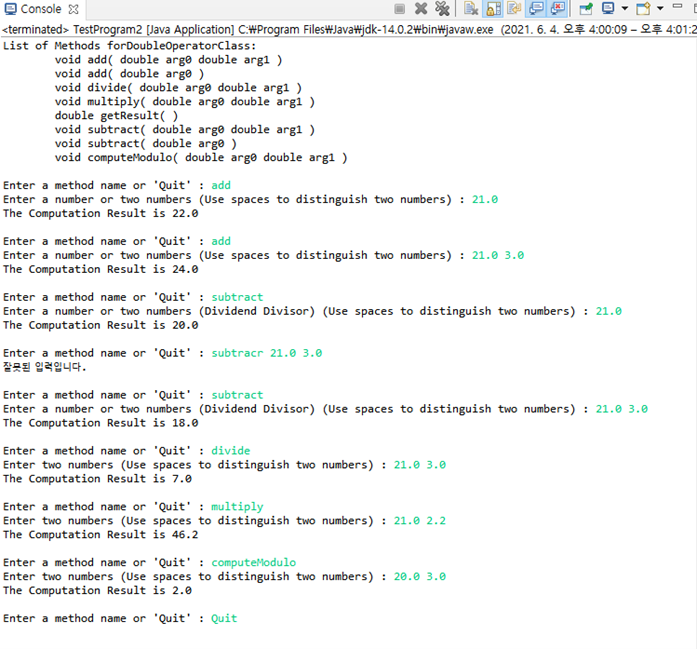 Console
<terminated> TestProgram2 [Java Application] C:₩Program Files₩Java₩jdk-14.0.2₩bin₩javaw.exe (2021. 6. 4. 오후 4:00:09 – 오후 4:01:2
List of Methods forDoubleOperatorClass:
void add( double arg0 double arg1 )
void add( double arg0 )
void divide( double arg0 double arg1 )
void multiply( double arg0 double arg1 )
double getResult( )
void subtract( double arg0 double arg1 )
void subtract( double arg0 )
void computeModulo( double arg0 double arg1 )
Enter a method name or 'Quit' : add
Enter a number or two numbers (Use spaces to distinguish two numbers) : 21.0
The Computation Result is 22.0
Enter a method name or 'Quit' : add
Enter a number or two numbers (Use spaces to distinguish two numbers) : 21.0 3.0
The Computation Result is 24.0
Enter a method name or 'Quit' : subtract
Enter a number or two numbers (Dividend Divisor) (Use spaces to distinguish two numbers) : 21.0
The Computation Result is 20.0
Enter a method name or 'Quit' : subtracr 21.0 3.0
잘못된 입력입니다.
Enter a method name or 'Quit' : subtract
Enter a number or two numbers (Dividend Divisor) (Use spaces to distinguish two numbers) : 21.0 3.0
The Computation Result is 18.0
Enter a method name or 'Quit' : divide
Enter two numbers (Use spaces to distinguish two numbers) : 21.0 3.0
The Computation Result is 7.0
Enter a method name or 'Quit' : multiply
Enter two numbers (Use spaces to distinguish two numbers) : 21.0 2.2
The Computation Result is 46.2
Enter a method name or 'Quit' : computeModulo
Enter two numbers (Use spaces to distinguish two numbers) : 20.0 3.0
The Computation Result is 2.0
Enter a method name or 'Quit' : Quit